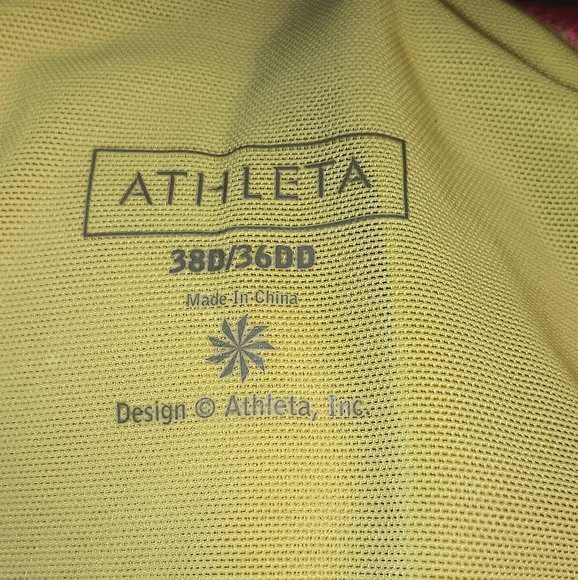 ATHLETA
38D/36DD
Made In China
Design © Athleta, Inc.